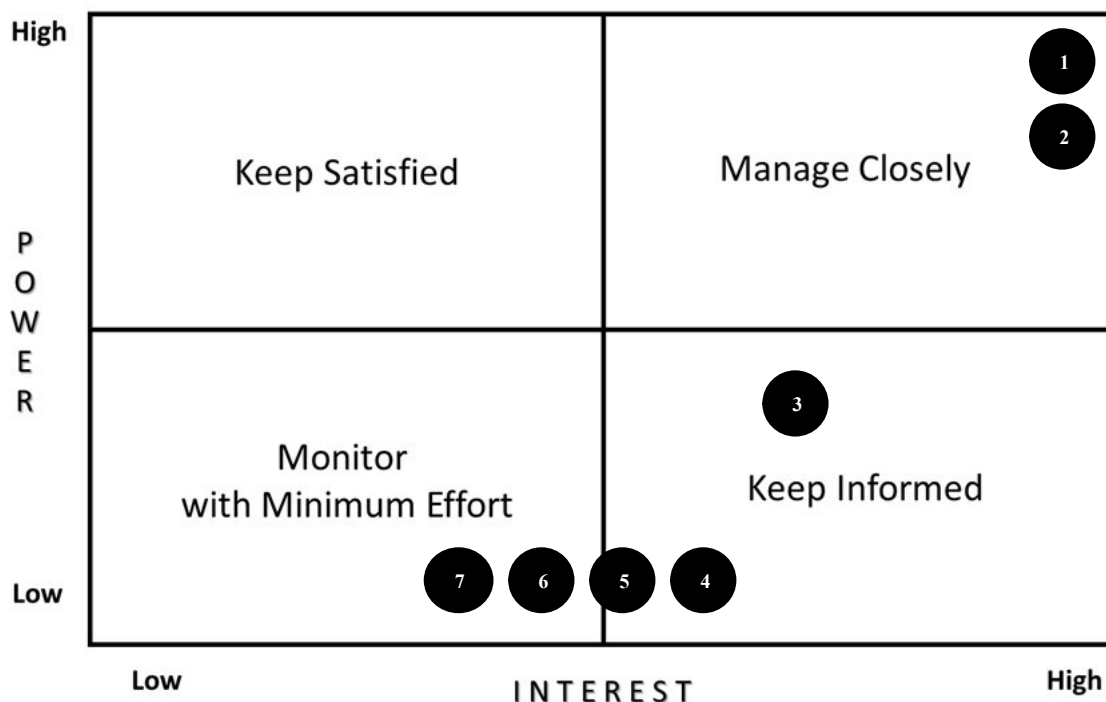 High
1
2
Keep Satisfied
Manage Closely
P
O
W
E
R
3
Monitor
with Minimum Effort
Keep Informed
7
6
5
4
Low
Low
INTEREST
High